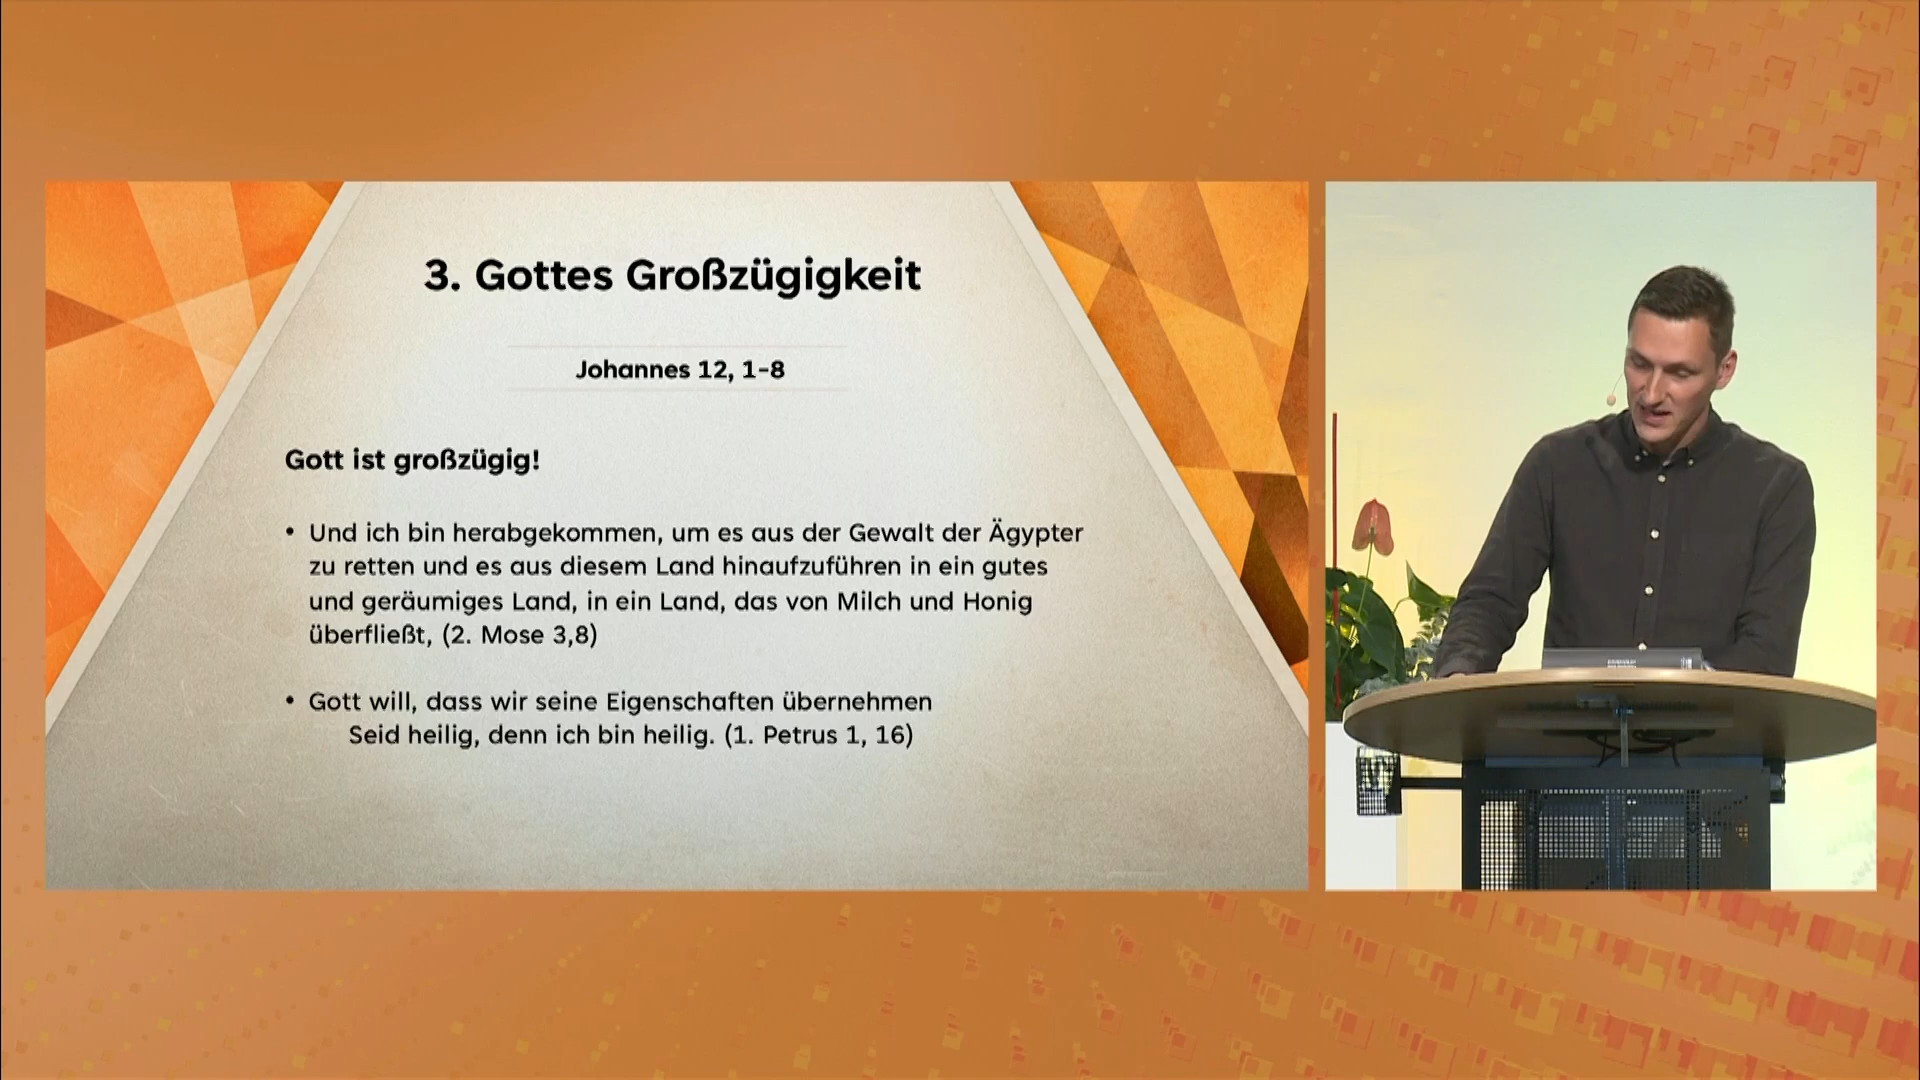 3. Gottes Großzügigkeit
Johannes 12, 1-8
Gott ist großzügig!
• Und ich bin herabgekommen, um es aus der Gewalt der Ägypter
zu retten und es aus diesem Land hinaufzuführen in ein gutes
und geräumiges Land, in ein Land, das von Milch und Honig
überfließt, (2. Mose 3,8)
• Gott will, dass wir seine Eigenschaften übernehmen
Seid heilig, denn ich bin heilig. (1. Petrus 1, 16)